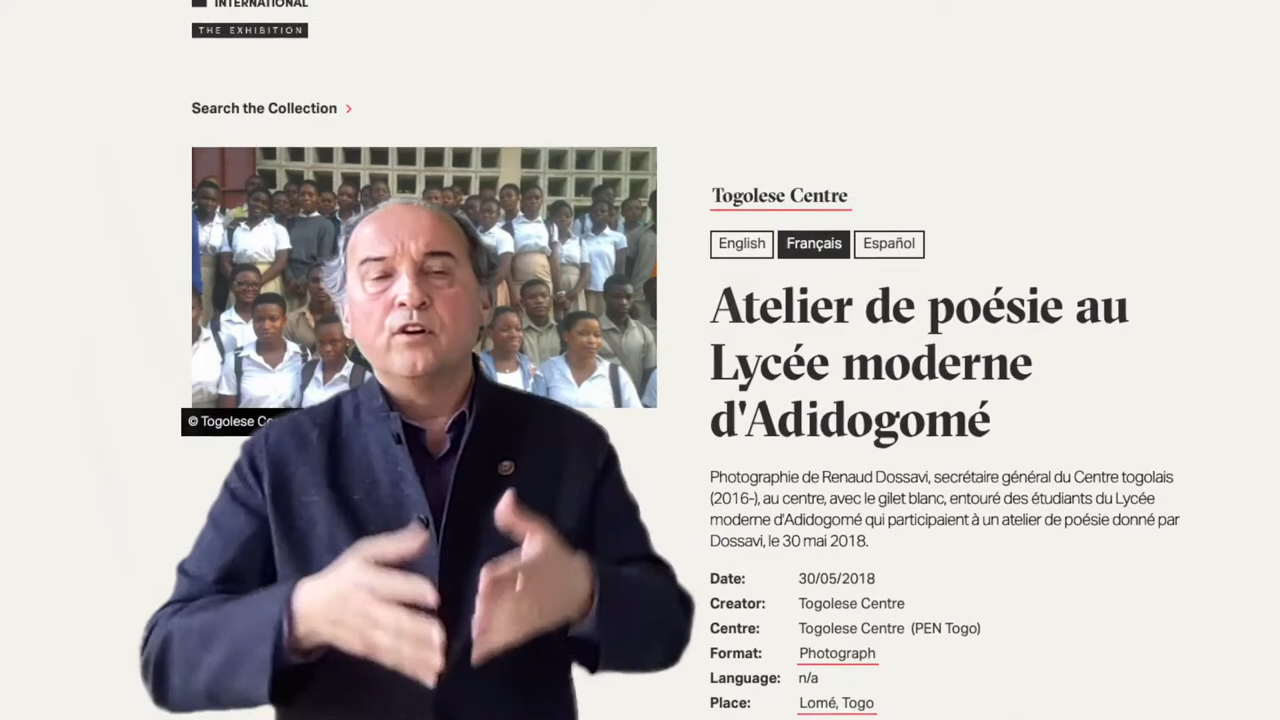 INTERNATIONAL
THE EXHIBITION
Search the Collection
© Togolese
Togolese Centre
English Français Español
Atelier de poésie au
Lycée moderne
d'Adidogomé
Photographie de Renaud Dossavi, secrétaire général du Centre togolais
(2016-), au centre, avec le gilet blanc, entouré des étudiants du Lycée
moderne d'Adidogomé qui participaient à un atelier de poésie donné par
Dossavi, le 30 mai 2018.
Date: 30/05/2018
Creator: Togolese Centre
Centre: Togolese Centre (PEN Togo)
Format: Photograph
Language: n/a
Place: Lomé, Togo